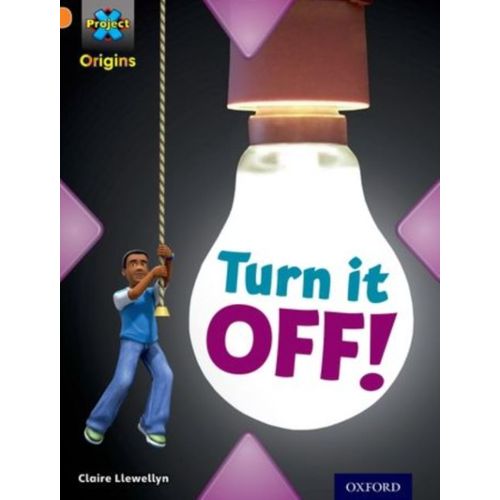 Project
X
Origins
Turn it
OFF!
Claire Llewellyn
OXFORD